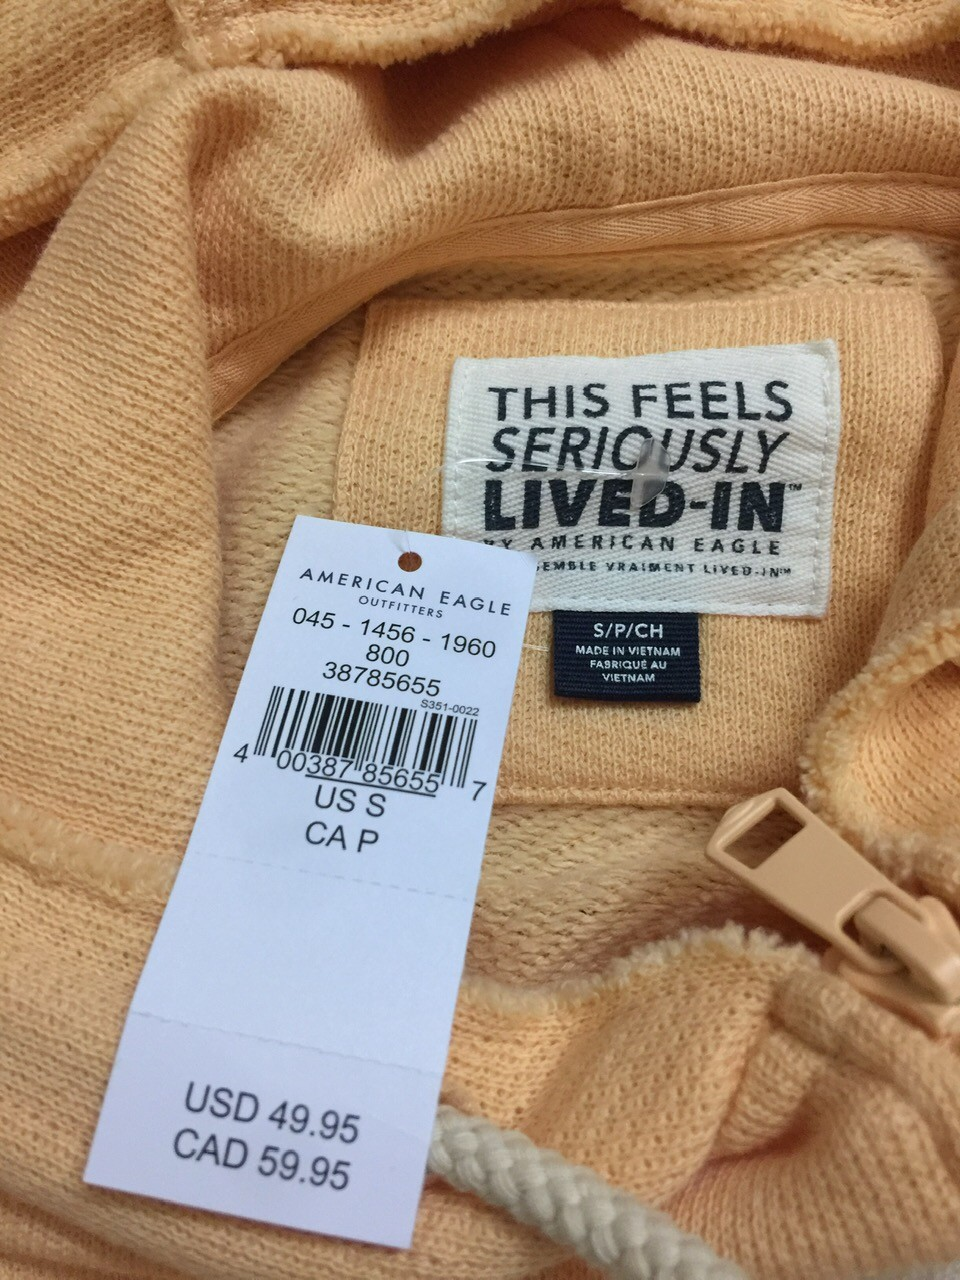 THIS FEELS
SERIOUSLY
LIVED-IN™
BY AMERICAN EAGLE
VRAIMENT LIVED-IN™
S/P/CH
MADE IN VIETNAM
FABRIQUÉ AU
VIETNAM
AMERICAN EAGLE
OUTFITTERS
045 - 1456 - 1960
800
38785655
S351-0022
4 00387 85655 7
US S
CA P
USD 49.95
CAD 59.95